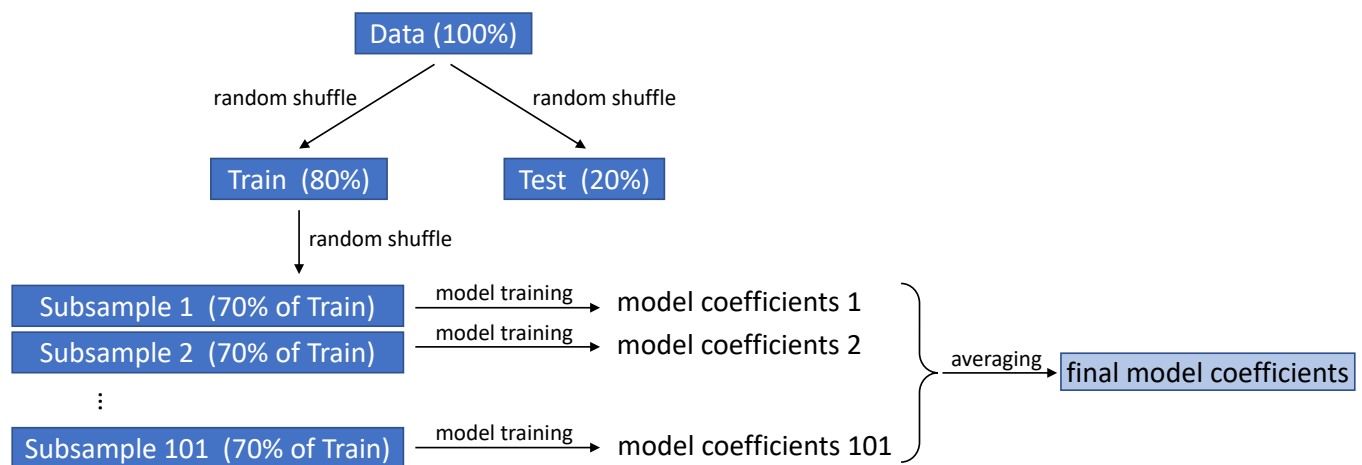 Data (100%)
random shuffle
random shuffle
Train (80%)
Test (20%)
random shuffle
Subsample 1 (70% of Train)
model training
model coefficients 1
Subsample 2 (70% of Train)
model training
model coefficients 2
averaging
final model coefficients
...
Subsample 101 (70% of Train)
model training
model coefficients 101